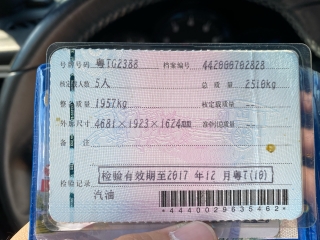 号牌号码 粤TG2388 档案编号 442000702828
核定载人数 5人 总质量 2510kg
整备质量 1957kg 核定载质量 --
外廓尺寸 4681×1923×1624mm 准牵引总质量 --
备注
检验有效期至2017年12月粤T(10)
检验记录
汽油
*4440029635462*